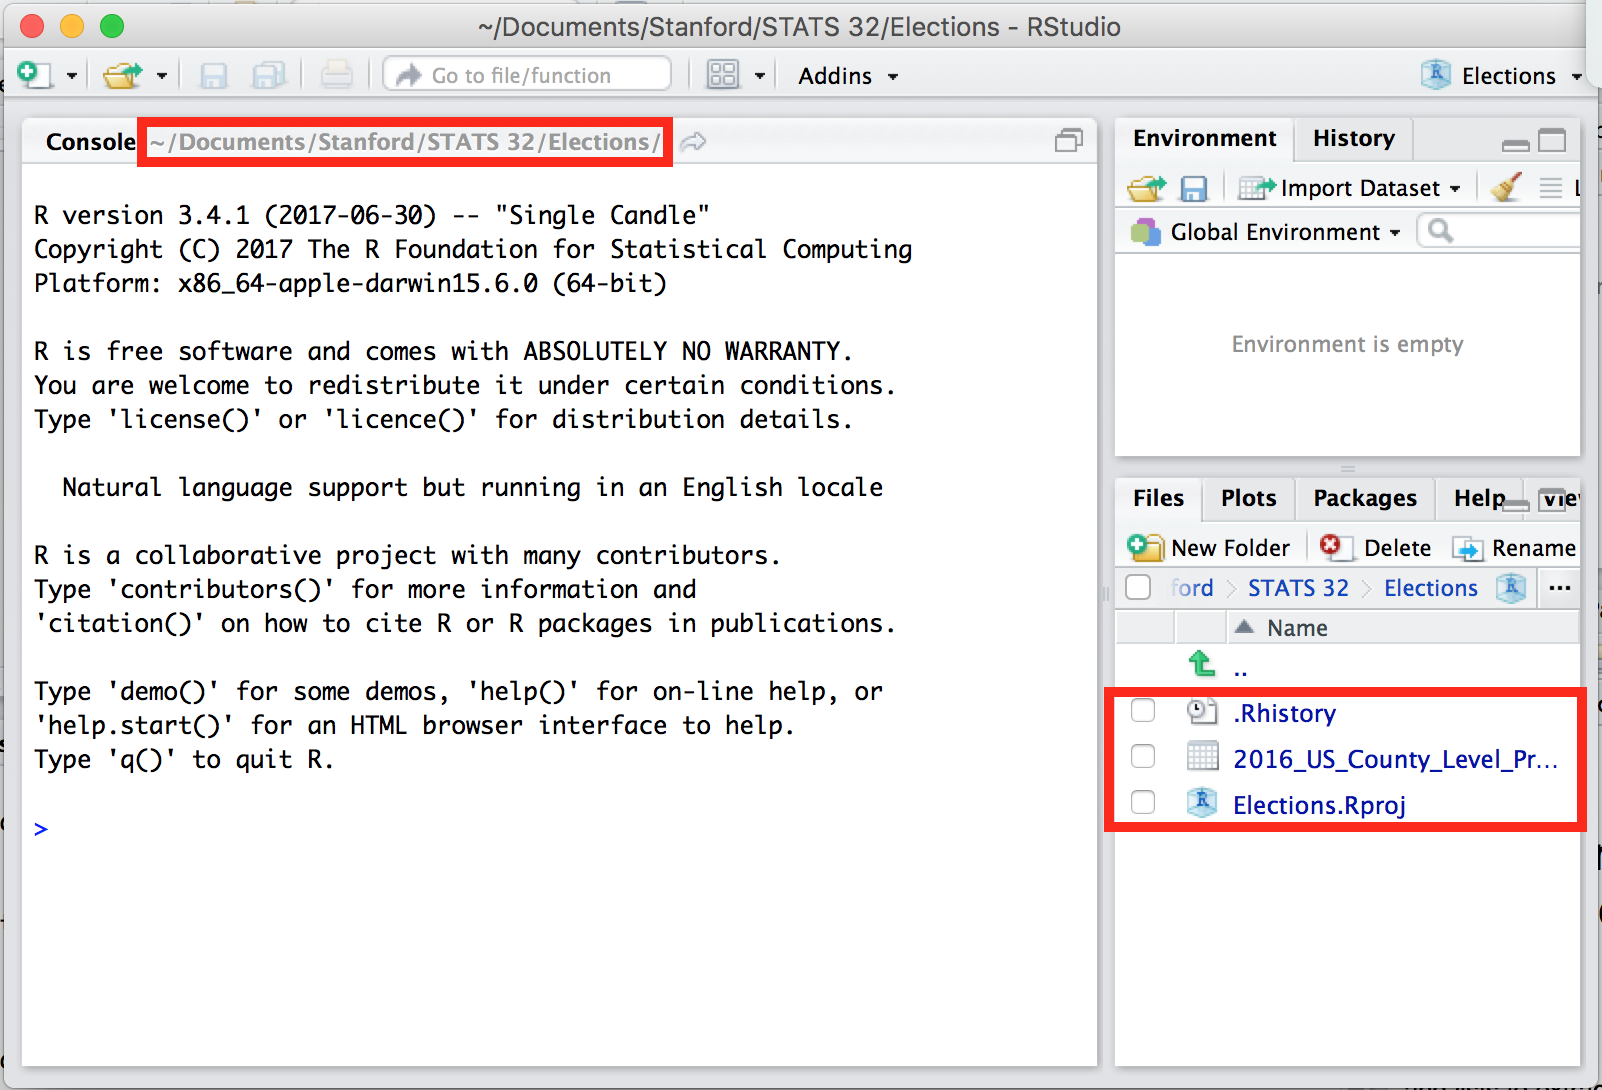 ~/Documents/Stanford/STATS 32/Elections - RStudio
Go to file/function
Addins
Elections
Console ~/Documents/Stanford/STATS 32/Elections/
R version 3.4.1 (2017-06-30) -- "Single Candle"
Copyright (C) 2017 The R Foundation for Statistical Computing
Platform: x86_64-apple-darwin15.6.0 (64-bit)
R is free software and comes with ABSOLUTELY NO WARRANTY.
You are welcome to redistribute it under certain conditions.
Type 'license()' or 'licence()' for distribution details.
Natural language support but running in an English locale
R is a collaborative project with many contributors.
Type 'contributors()' for more information and
'citation()' on how to cite R or R packages in publications.
Type 'demo()' for some demos, 'help()' for on-line help, or
'help.start()' for an HTML browser interface to help.
Type 'q()' to quit R.
>
Environment History
Import Dataset
Global Environment
Environment is empty
Files Plots Packages Help
New Folder Delete Rename
ford STATS 32 Elections ...
Name
..
.Rhistory
2016_US_County_Level_Pr...
Elections.Rproj